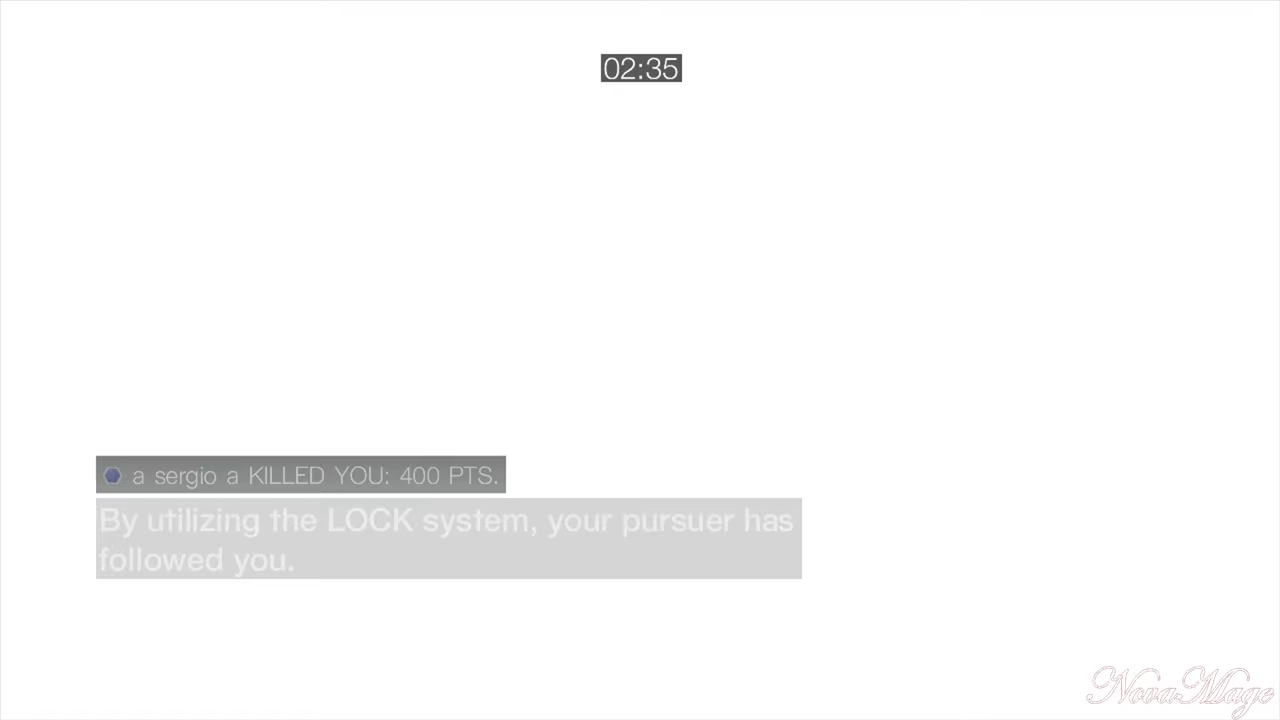 02:35
a sergio a KILLED YOU: 400 PTS.
By utilizing the LOCK system, your pursuer has
followed you.
NovaMage